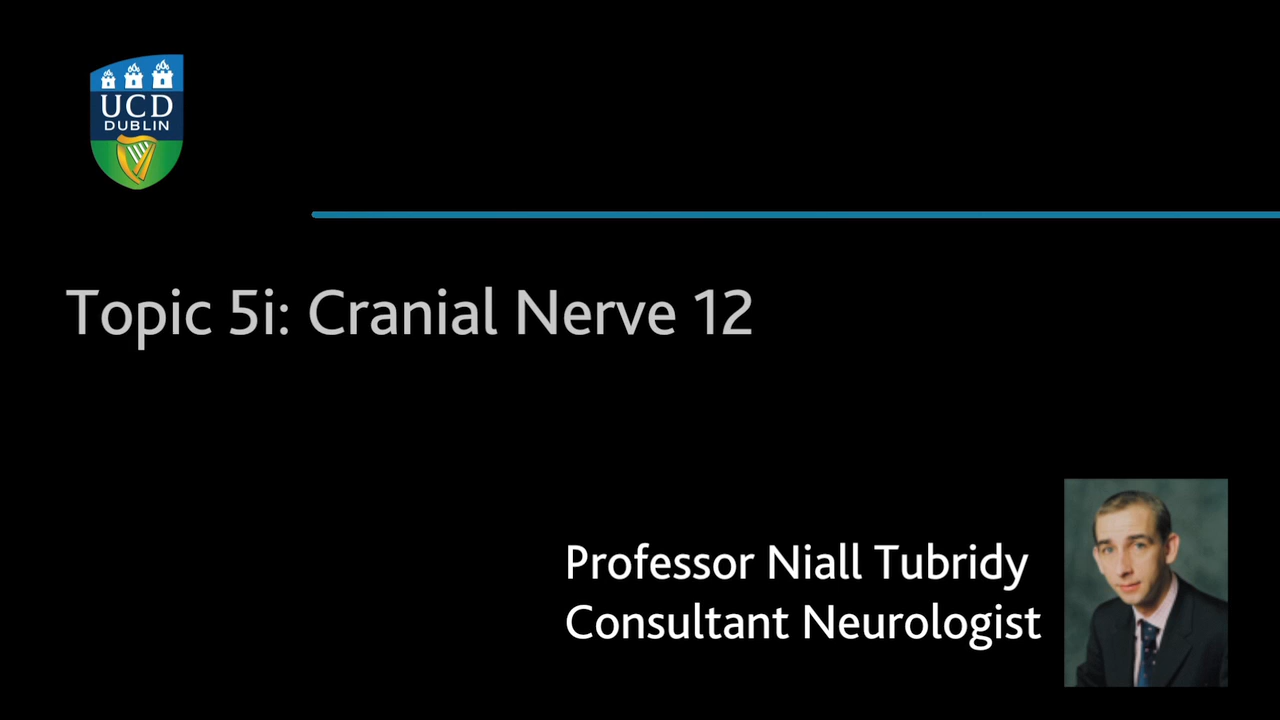 UCD
DUBLIN
Topic 5i: Cranial Nerve 12
Professor Niall Tubridy
Consultant Neurologist